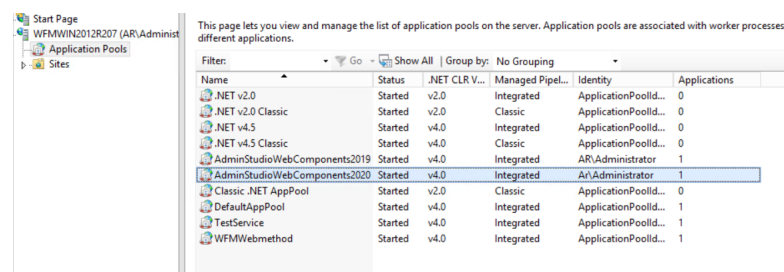 Start Page
WFMWIN2012R207 (AR\Administ
Application Pools
Sites
This page lets you view and manage the list of application pools on the server. Application pools are associated with worker processes
different applications.
Filter: Go Show All | Group by: No Grouping
Name Status .NET CLR V... Managed Pipel... Identity Applications
.NET v2.0 Started v2.0 Integrated ApplicationPoolId... 0
.NET v2.0 Classic Started v2.0 Classic ApplicationPoolId... 0
.NET v4.5 Started v4.0 Integrated ApplicationPoolId... 0
.NET v4.5 Classic Started v4.0 Classic ApplicationPoolId... 0
AdminStudioWebComponents2019 Started v4.0 Integrated AR\Administrator 1
AdminStudioWebComponents2020 Started v4.0 Integrated Ar\Administrator 1
Classic .NET AppPool Started v2.0 Classic ApplicationPoolId... 0
DefaultAppPool Started v4.0 Integrated ApplicationPoolId... 1
TestService Started v4.0 Integrated ApplicationPoolId... 1
WFMWebmethod Started v4.0 Integrated ApplicationPoolId... 1